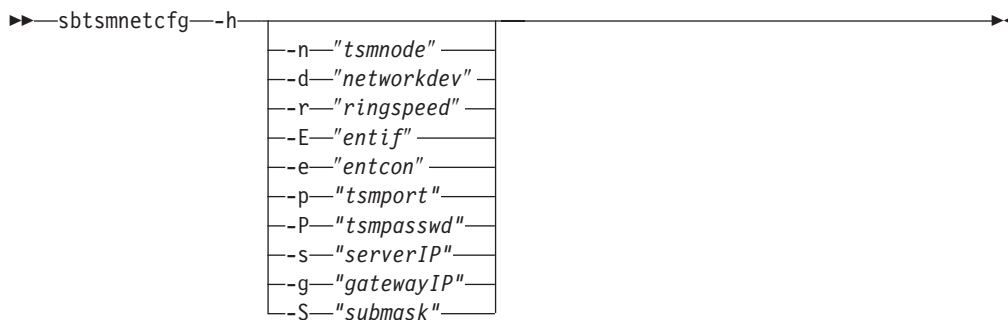 sbtsmnetcfg -h
-n "tsmnode"
-d "networkdev"
-r "ringspeed"
-E "entif"
-e "entcon"
-p "tsmport"
-P "tsmpasswd"
-s "serverIP"
-g "gatewayIP"
-S "submask"